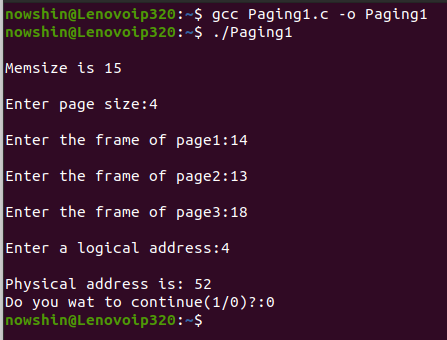 nowshin@Lenovoip320:~$ gcc Paging1.c -o Paging1
nowshin@Lenovoip320:~$ ./Paging1
Memsize is 15
Enter page size:4
Enter the frame of page1:14
Enter the frame of page2:13
Enter the frame of page3:18
Enter a logical address:4
Physical address is: 52
Do you wat to continue(1/0)?:0
nowshin@Lenovoip320:~$